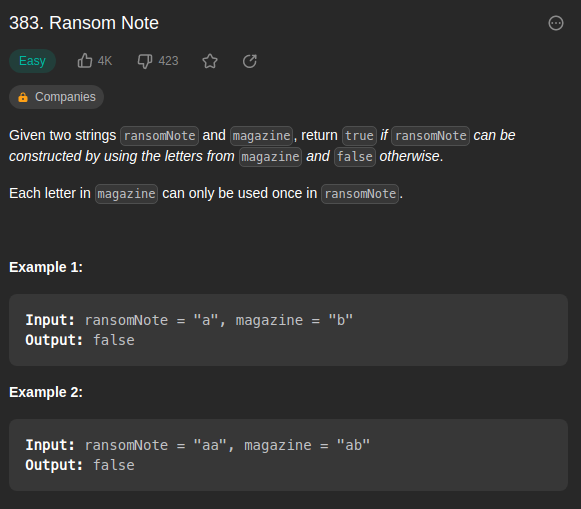 383. Ransom Note
Easy 4K 423
Companies
Given two strings ransomNote and magazine, return true if ransomNote can be
constructed by using the letters from magazine and false otherwise.
Each letter in magazine can only be used once in ransomNote.
Example 1:
Input: ransomNote = "a", magazine = "b"
Output: false
Example 2:
Input: ransomNote = "aa", magazine = "ab"
Output: false